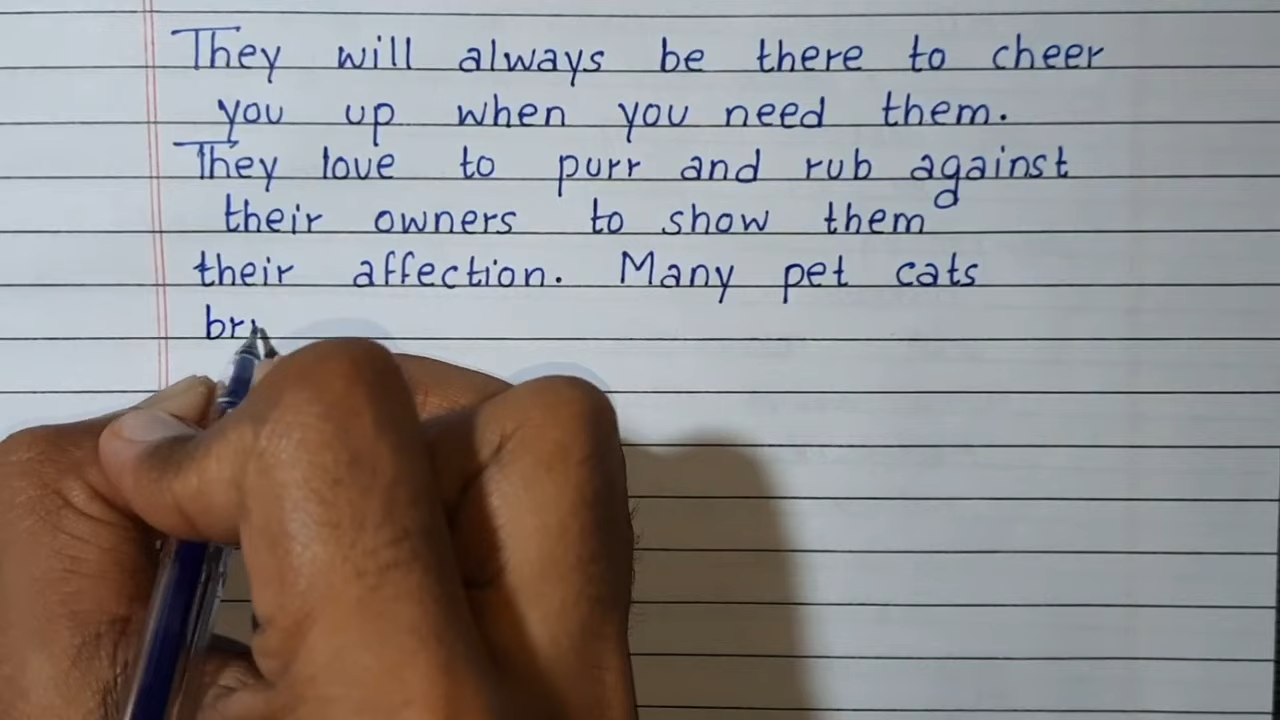 They will always be there to cheer
you up when you need them.
They love to purr and rub against
their owners to show them
their affection. Many pet cats